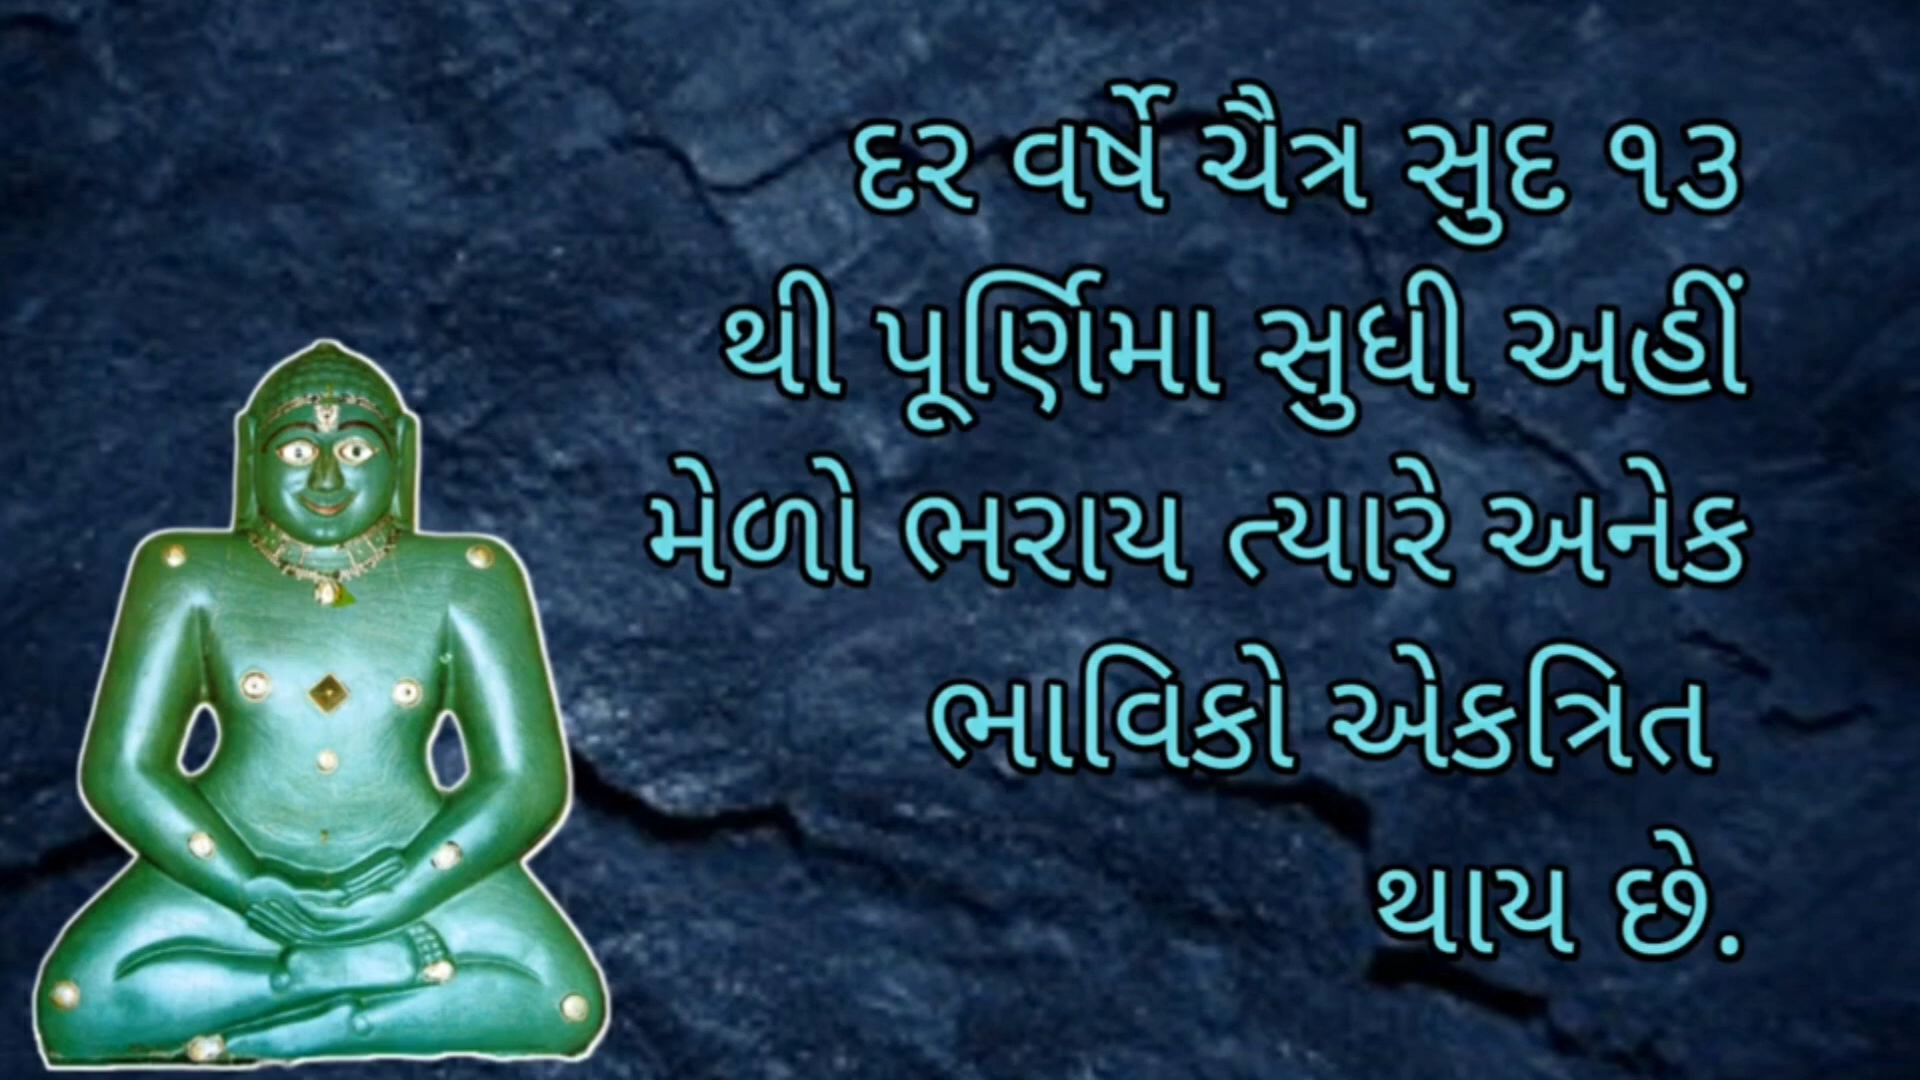 દર વર્ષે ચૈત્ર સુદ ૧૩
થી પૂર્ણિમા સુધી અહીં
મેળો ભરાય ત્યારે અનેક
ભાવિકો એકત્રિત
થાય છે.